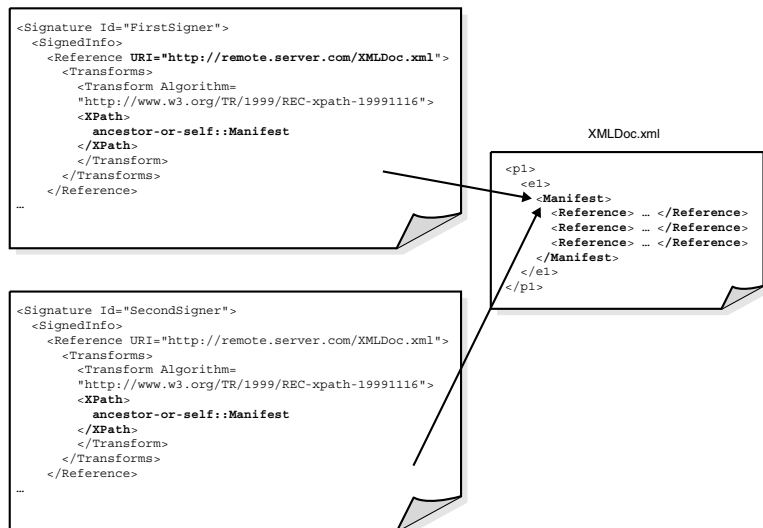 <Signature Id="FirstSigner">
<SignedInfo>
<Reference URI="http://remote.server.com/XMLDoc.xml">
<Transforms>
<Transform Algorithm=
"http://www.w3.org/TR/1999/REC-xpath-19991116">
<XPath>
ancestor-or-self::Manifest
</XPath>
</Transform>
</Transforms>
</Reference>
…
XMLDoc.xml
<p1>
<e1>
<Manifest>
<Reference> … </Reference>
<Reference> … </Reference>
<Reference> … </Reference>
</Manifest>
</e1>
</p1>
<Signature Id="SecondSigner">
<SignedInfo>
<Reference URI="http://remote.server.com/XMLDoc.xml">
<Transforms>
<Transform Algorithm=
"http://www.w3.org/TR/1999/REC-xpath-19991116">
<XPath>
ancestor-or-self::Manifest
</XPath>
</Transform>
</Transforms>
</Reference>
…